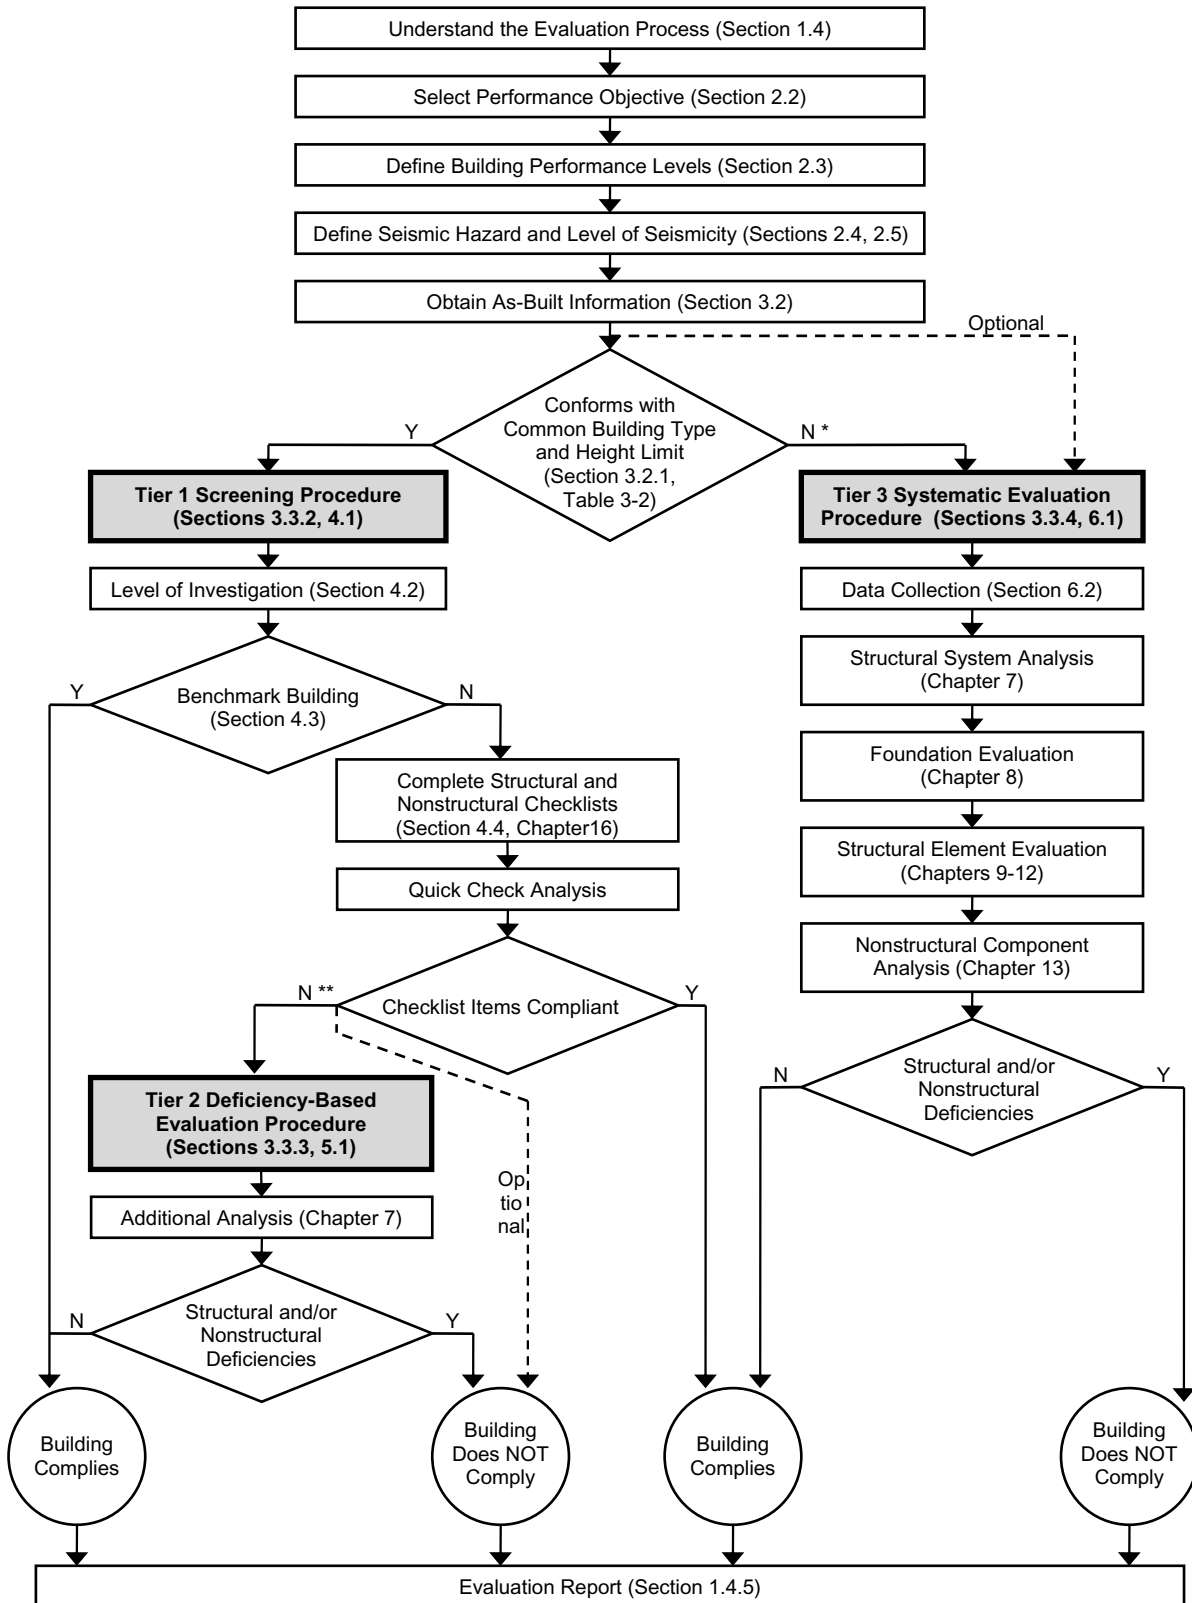 Understand the Evaluation Process (Section 1.4)
Select Performance Objective (Section 2.2)
Define Building Performance Levels (Section 2.3)
Define Seismic Hazard and Level of Seismicity (Sections 2.4, 2.5)
Obtain As-Built Information (Section 3.2)
Optional
Conforms with
Common Building Type
and Height Limit
(Section 3.2.1,
Table 3-2)
Y
N *
Tier 1 Screening Procedure
(Sections 3.3.2, 4.1)
Level of Investigation (Section 4.2)
Y
Benchmark Building
(Section 4.3)
N
Complete Structural and
Nonstructural Checklists
(Section 4.4, Chapter16)
Quick Check Analysis
N **
Checklist Items Compliant
Y
Tier 2 Deficiency-Based
Evaluation Procedure
(Sections 3.3.3, 5.1)
Op
tio
nal
Additional Analysis (Chapter 7)
N
Structural and/or
Nonstructural
Deficiencies
Y
Tier 3 Systematic Evaluation
Procedure (Sections 3.3.4, 6.1)
Data Collection (Section 6.2)
Structural System Analysis
(Chapter 7)
Foundation Evaluation
(Chapter 8)
Structural Element Evaluation
(Chapters 9-12)
Nonstructural Component
Analysis (Chapter 13)
N
Structural and/or
Nonstructural
Deficiencies
Y
Building
Complies
Building
Does NOT
Comply
Building
Complies
Building
Does NOT
Comply
Evaluation Report (Section 1.4.5)